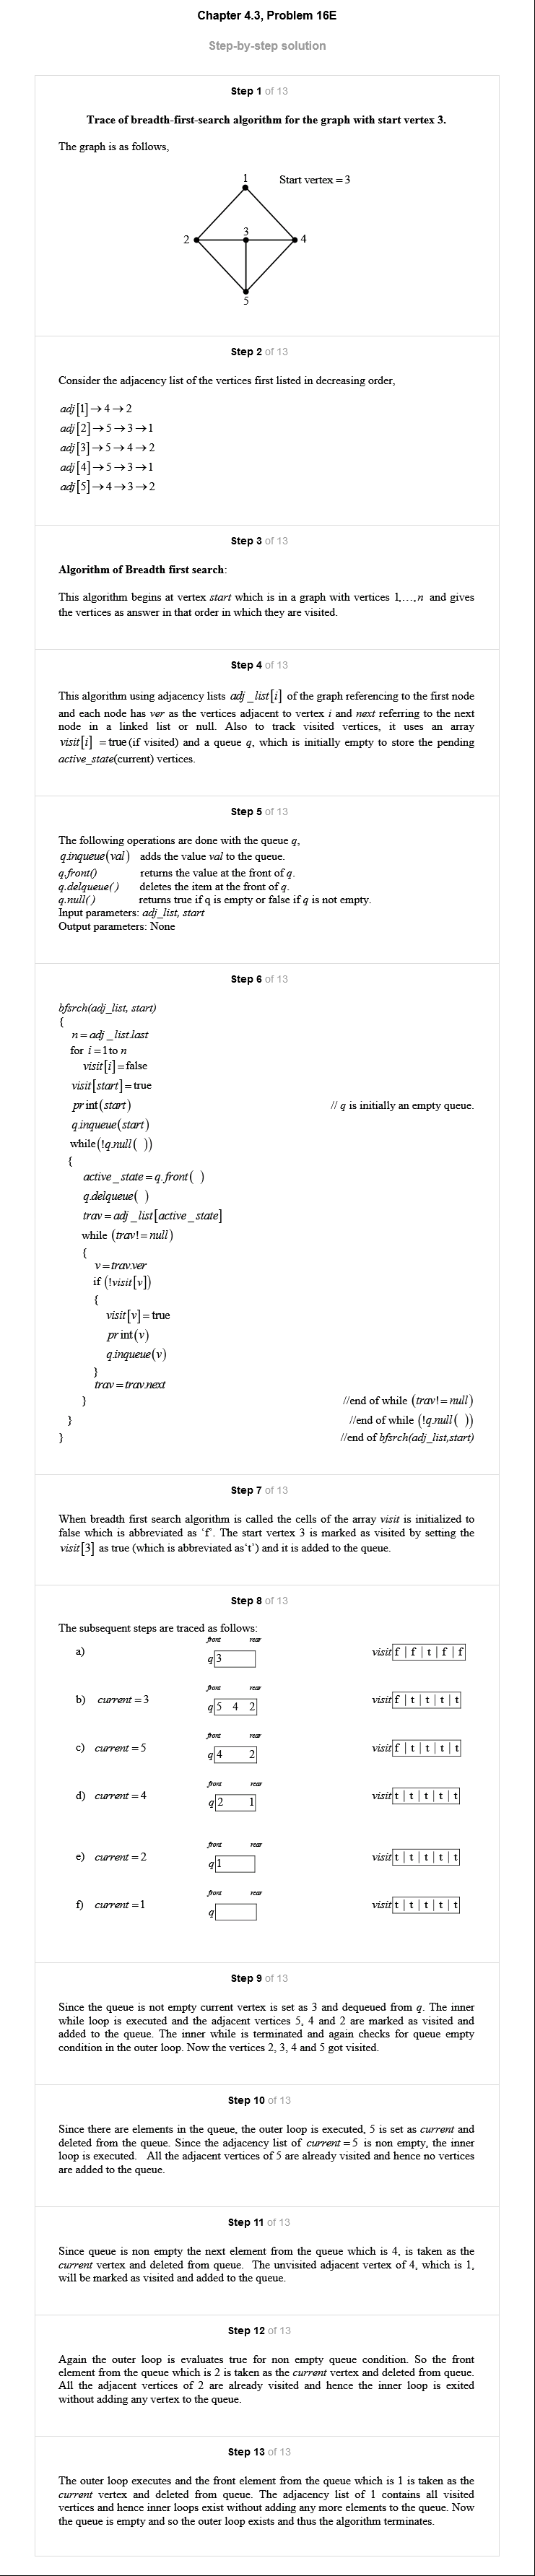 Chapter 4.3, Problem 16E
Step-by-step solution
Step 1 of 13
Trace of breadth-first-search algorithm for the graph with start vertex 3.
The graph is as follows,
1
Start vertex = 3
2
3
4
5
Step 2 of 13
Consider the adjacency list of the vertices first listed in decreasing order,
adj[1]→4→2
adj[2]→5→3→1
adj[3]→5→4→2
adj[4]→5→3→1
adj[5]→4→3→2
Step 3 of 13
Algorithm of Breadth first search:
This algorithm begins at vertex start which is in a graph with vertices 1,…,n and gives
the vertices as answer in that order in which they are visited.
Step 4 of 13
This algorithm using adjacency lists adj_list[i] of the graph referencing to the first node
and each node has ver as the vertices adjacent to vertex i and next referring to the next
node in a linked list or null. Also to track visited vertices, it uses an array
visit[i] = true (if visited) and a queue q, which is initially empty to store the pending
active_state(current) vertices.
Step 5 of 13
The following operations are done with the queue q,
q.inqueue(val) adds the value val to the queue.
q.front() returns the value at the front of q.
q.delqueue( ) deletes the item at the front of q.
q.null( ) returns true if q is empty or false if q is not empty.
Input parameters: adj_list, start
Output parameters: None
Step 6 of 13
bfsrch(adj_list, start)
{
n = adj_list.last
for i = 1 to n
visit[i] = false
visit[start] = true
print(start) // q is initially an empty queue.
q.inqueue(start)
while(!q.null( ))
{
active_state = q.front( )
q.delqueue( )
trav = adj_list[active_state]
while (trav! = null)
{
v = trav.ver
if (!visit[v])
{
visit[v] = true
print(v)
q.inqueue(v)
}
trav = trav.next
} //end of while (trav! = null)
} //end of while (!q.null( ))
} //end of bfsrch(adj_list,start)
Step 7 of 13
When breadth first search algorithm is called the cells of the array visit is initialized to
false which is abbreviated as ‘f’. The start vertex 3 is marked as visited by setting the
visit[3] as true (which is abbreviated as‘t’) and it is added to the queue.
Step 8 of 13
The subsequent steps are traced as follows:
front rear
a) q 3 visit f | f | t | f | f
front rear
b) current = 3 q 5 4 2 visit f | t | t | t | t
front rear
c) current = 5 q 4 2 visit f | t | t | t | t
front rear
d) current = 4 q 2 1 visit t | t | t | t | t
front rear
e) current = 2 q 1 visit t | t | t | t | t
front rear
f) current = 1 q visit t | t | t | t | t
Step 9 of 13
Since the queue is not empty current vertex is set as 3 and dequeued from q. The inner
while loop is executed and the adjacent vertices 5, 4 and 2 are marked as visited and
added to the queue. The inner while is terminated and again checks for queue empty
condition in the outer loop. Now the vertices 2, 3, 4 and 5 got visited.
Step 10 of 13
Since there are elements in the queue, the outer loop is executed, 5 is set as current and
deleted from the queue. Since the adjacency list of current = 5 is non empty, the inner
loop is executed. All the adjacent vertices of 5 are already visited and hence no vertices
are added to the queue.
Step 11 of 13
Since queue is non empty the next element from the queue which is 4, is taken as the
current vertex and deleted from queue. The unvisited adjacent vertex of 4, which is 1,
will be marked as visited and added to the queue.
Step 12 of 13
Again the outer loop is evaluates true for non empty queue condition. So the front
element from the queue which is 2 is taken as the current vertex and deleted from queue.
All the adjacent vertices of 2 are already visited and hence the inner loop is exited
without adding any vertex to the queue.
Step 13 of 13
The outer loop executes and the front element from the queue which is 1 is taken as the
current vertex and deleted from queue. The adjacency list of 1 contains all visited
vertices and hence inner loops exist without adding any more elements to the queue. Now
the queue is empty and so the outer loop exists and thus the algorithm terminates.